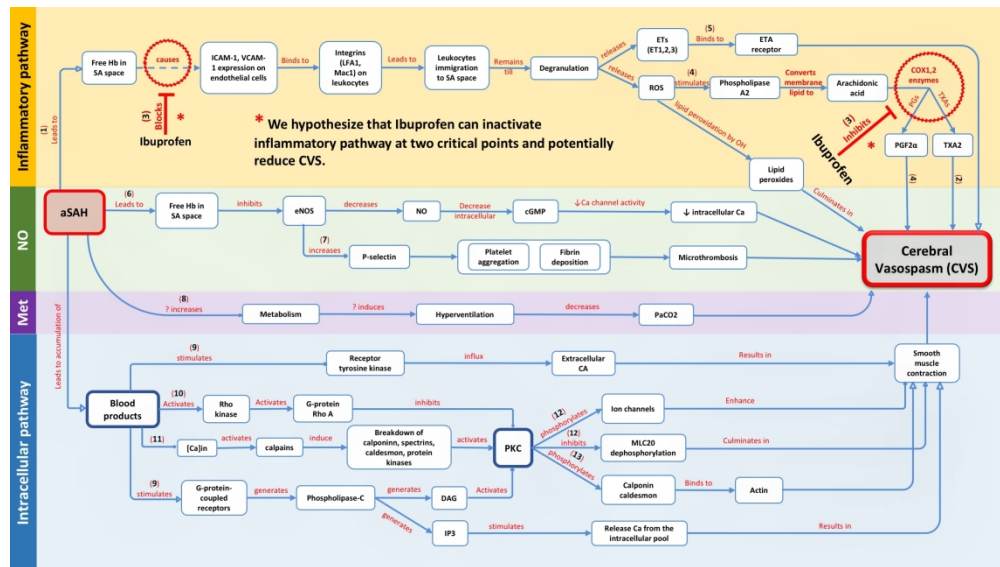 Inflammatory pathway
(1)
Leads to
Free Hb in
SA space
causes
ICAM-1, VCAM-
1 expression on
endothelial cells
Binds to
Integrins
(LFA1,
Mac1) on
leukocytes
Leads to
Leukocytes
immigration
to SA space
Remains
till
Degranulation
releases
ETs
(ET1,2,3)
(5)
Binds to
ETA
receptor
releases
ROS
(4)
stimulates
Phospholipase
A2
Converts
membrane
lipid to
Arachidonic
acid
COX1,2
enzymes
PGs
TXAs
(3)
Blocks
*
Ibuprofen
* We hypothesize that Ibuprofen can inactivate
inflammatory pathway at two critical points and potentially
reduce CVS.
lipid peroxidation by OH
Lipid
peroxides
Culminates in
(3)
Inhibits
*
Ibuprofen
PGF2α
TXA2
(4)
(2)
NO
aSAH
(6)
Leads to
Free Hb in
SA space
inhibits
eNOS
decreases
NO
Decrease
intracellular
cGMP
↓Ca channel activity
↓ intracellular Ca
(7)
increases
P-selectin
Platelet
aggregation
Fibrin
deposition
Microthrombosis
Cerebral
Vasospasm (CVS)
Met
(8)
? increases
Metabolism
? induces
Hyperventilation
decreases
PaCO2
Intracellular pathway
Leads to accumulation of
Blood
products
(9)
stimulates
Receptor
tyrosine kinase
influx
Extracellular
CA
Results in
Smooth
muscle
contraction
(10)
Activates
Rho
kinase
Activates
G-protein
Rho A
inhibits
(11)
[Ca]in
activates
calpains
induce
Breakdown of
calponinn, spectrins,
caldesmon, protein
kinases
activates
PKC
(12)
phosphorylates
Ion channels
Enhance
(12)
inhibits
MLC20
dephosphorylation
Culminates in
(13)
phosphorylates
Calponin
caldesmon
Binds to
Actin
(9)
stimulates
G-protein-
coupled
receptors
generates
Phospholipase-C
generates
DAG
Activates
generates
IP3
stimulates
Release Ca from the
intracellular pool
Results in